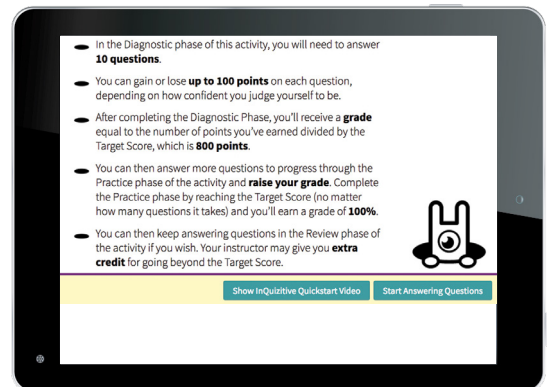 In the Diagnostic phase of this activity, you will need to answer
10 questions.
You can gain or lose up to 100 points on each question,
depending on how confident you judge yourself to be.
After completing the Diagnostic Phase, you'll receive a grade
equal to the number of points you've earned divided by the
Target Score, which is 800 points.
You can then answer more questions to progress through the
Practice phase of the activity and raise your grade. Complete
the Practice phase by reaching the Target Score (no matter
how many questions it takes) and you'll earn a grade of 100%.
You can then keep answering questions in the Review phase of
the activity if you wish. Your instructor may give you extra
credit for going beyond the Target Score.
Show InQuizitive Quickstart Video Start Answering Questions